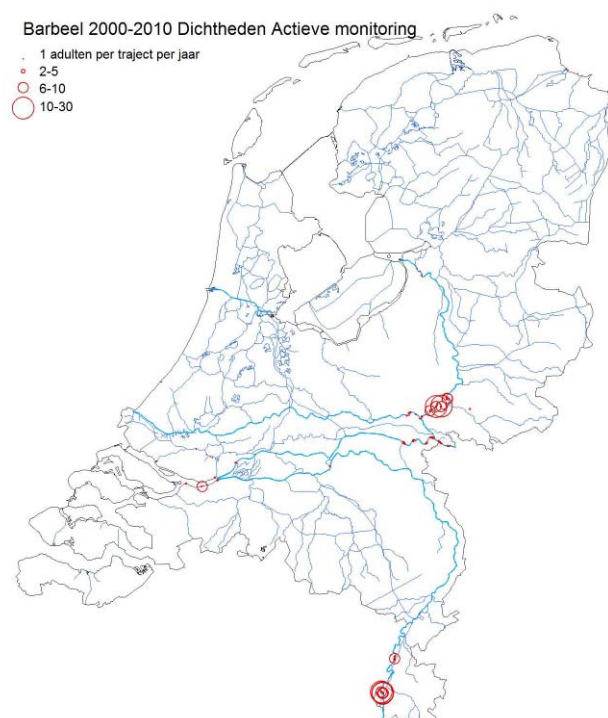 Barbeel 2000-2010 Dichtheden Actieve monitoring
1 adulten per traject per jaar
2-5
6-10
10-30